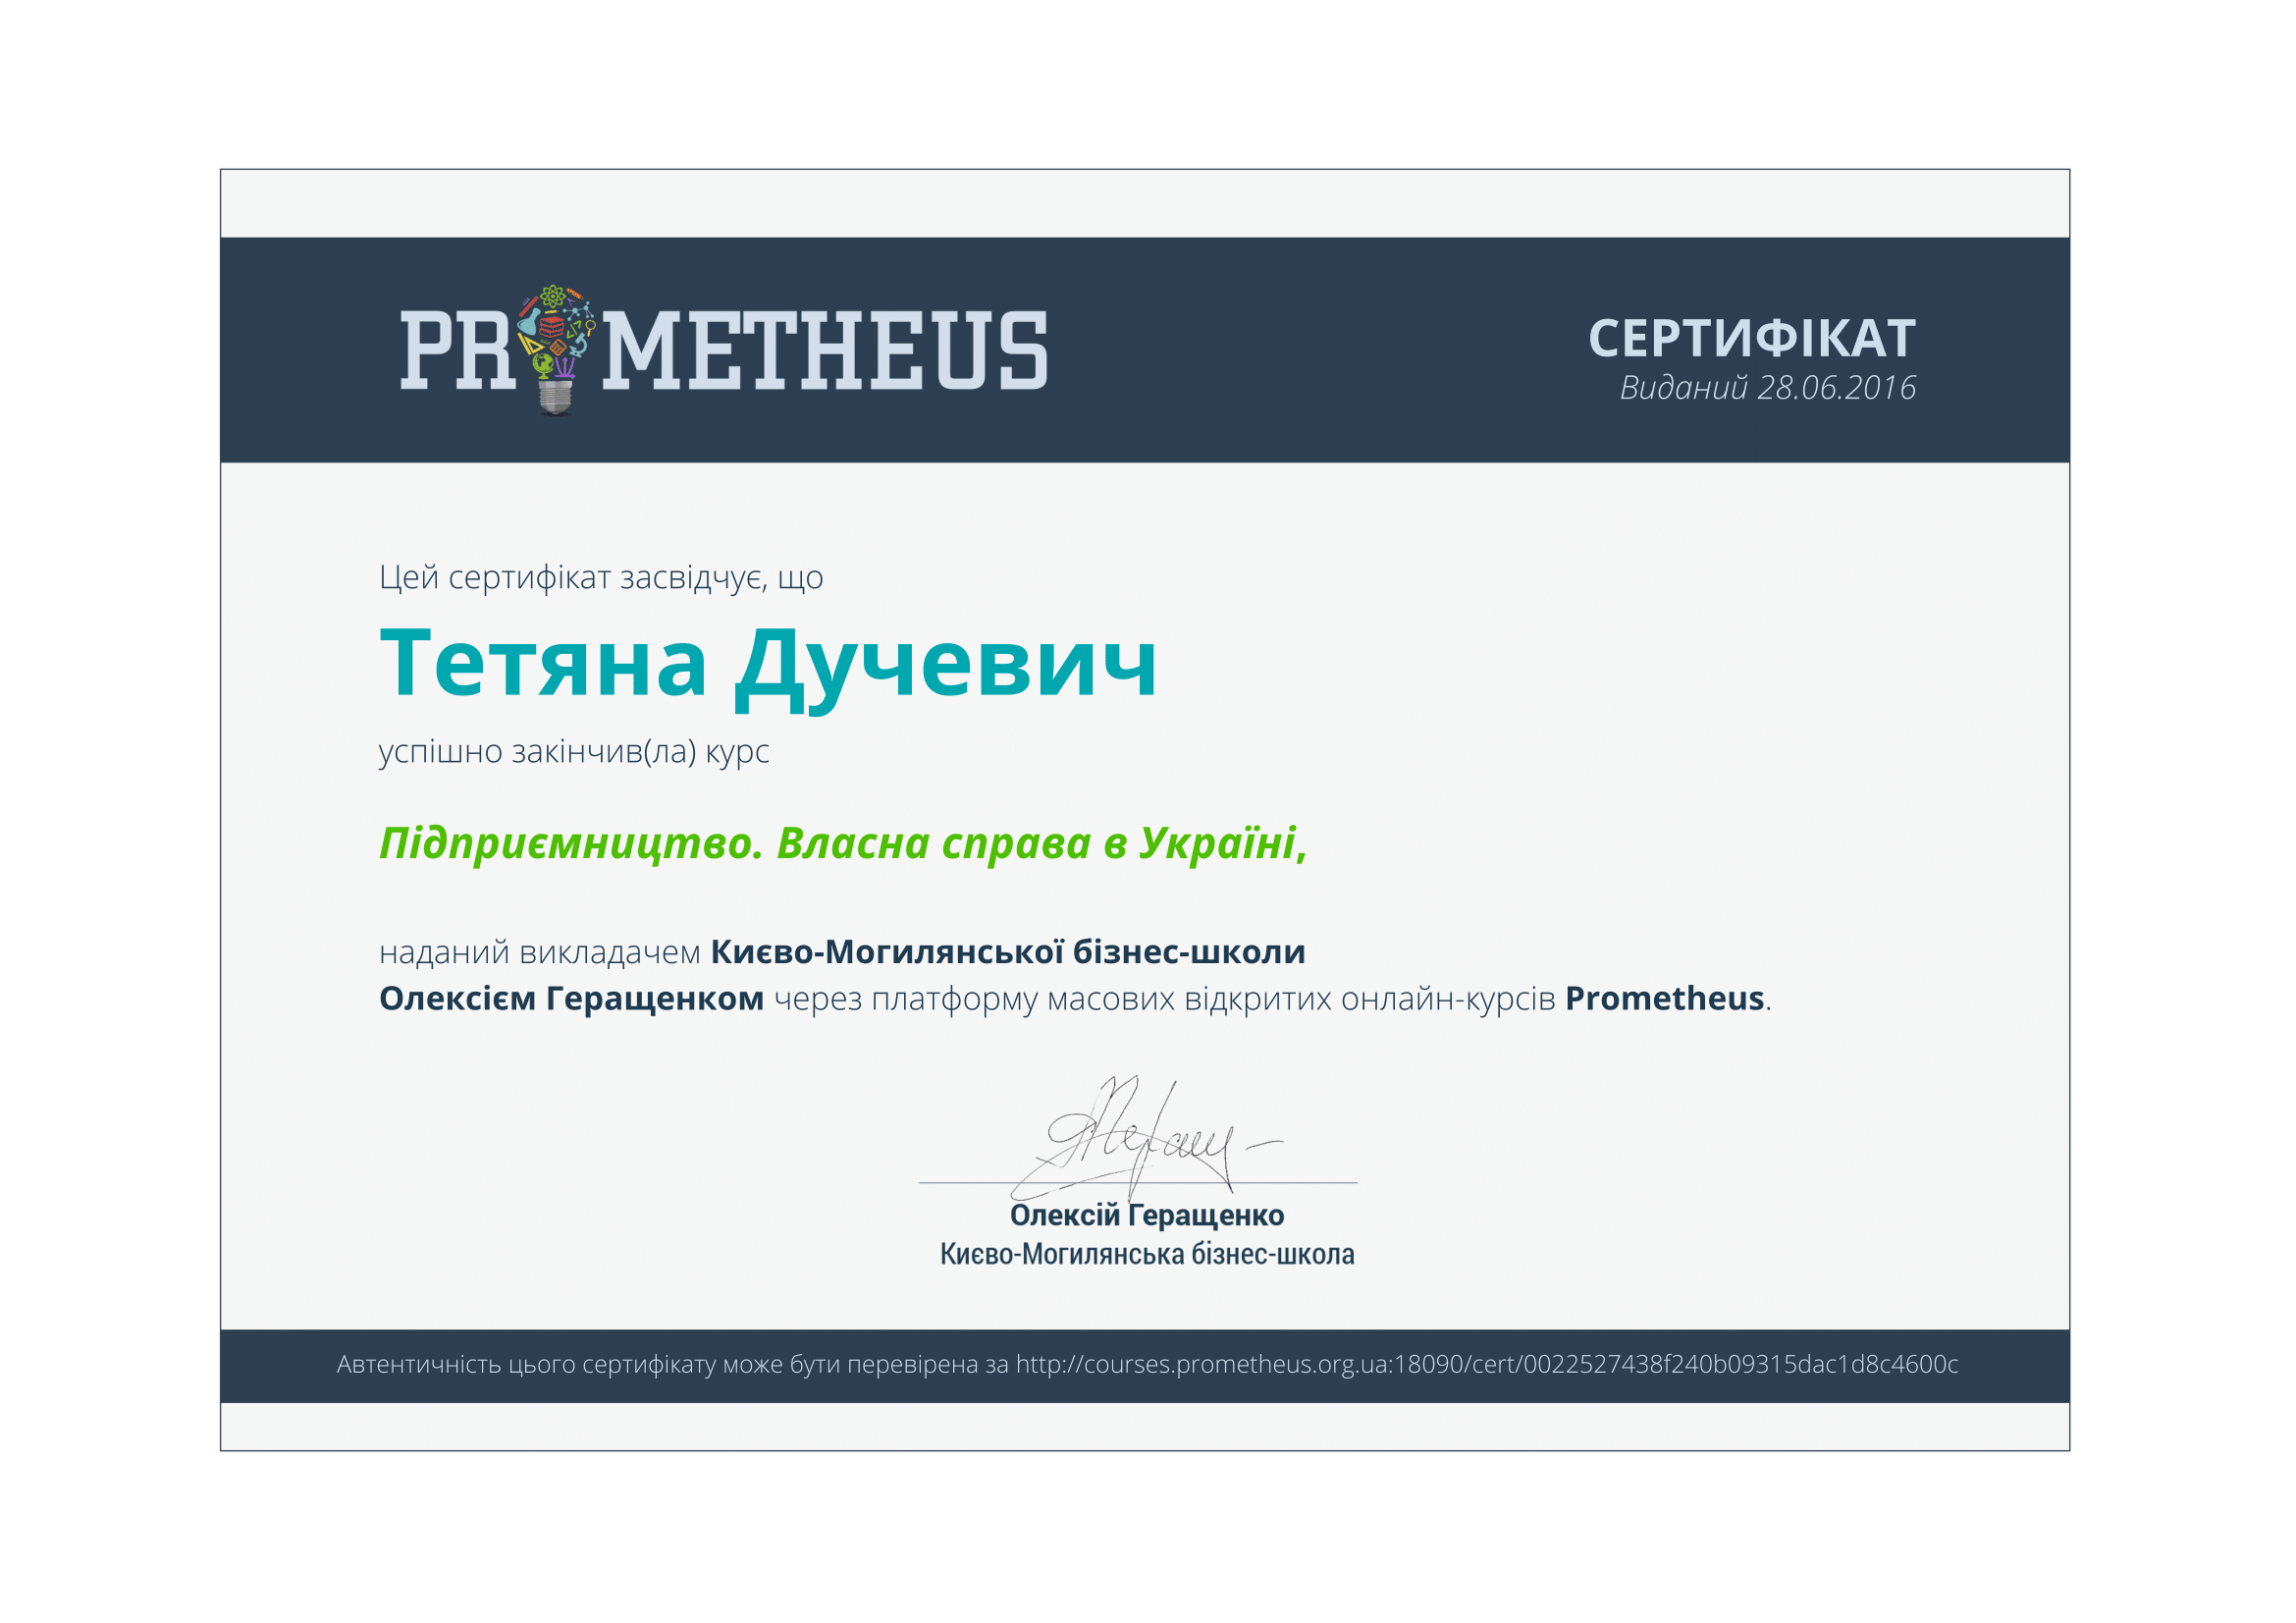 PROMETHEUS
СЕРТИФІКАТ
Виданий 28.06.2016
Цей сертифікат засвідчує, що
Тетяна Дучевич
успішно закінчив(ла) курс
Підприємництво. Власна справа в Україні,
наданий викладачем Києво-Могилянської бізнес-школи
Олексієм Геращенком через платформу масових відкритих онлайн-курсів Prometheus.
Олексій Геращенко
Києво-Могилянська бізнес-школа
Автентичність цього сертифікату може бути перевірена за http://courses.prometheus.org.ua:18090/cert/0022527438f240b09315dac1d8c4600c